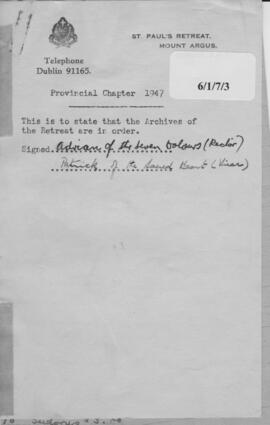 ST. PAUL'S RETREAT.
MOUNT ARGUS.
Telephone
Dublin 91165.
6/1/7/3
Provincial Chapter 1947
This is to state that the Archives of
the Retreat are in order.
Signed. Adrian of the Seven Dolours (Rector)
Patrick of the Sacred Heart (Vicar)